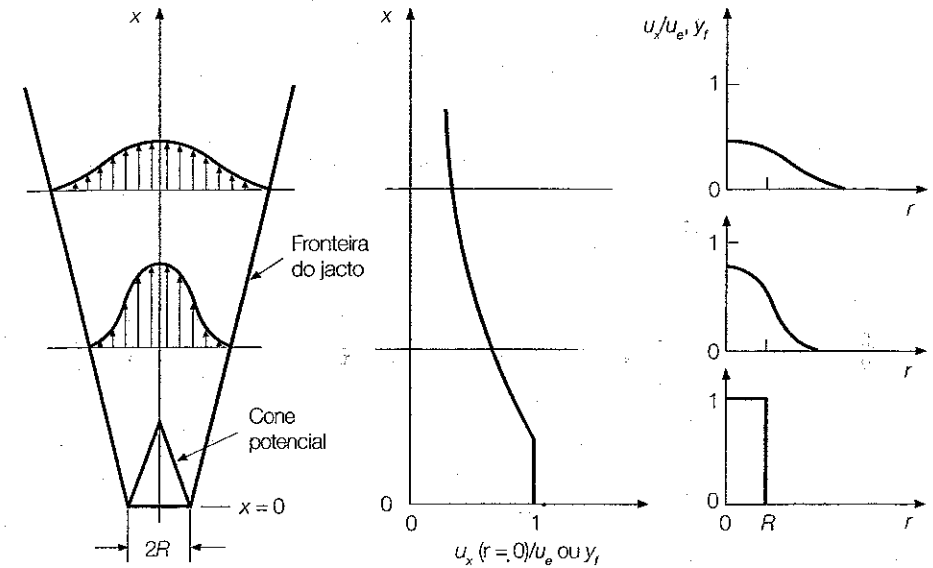 x
Fronteira
do jacto
Cone
potencial
x = 0
2R
x
0
0
1
u_x (r = 0)/u_e ou y_f
u_x/u_e, y_f
1
0
r
1
0
r
1
0
0
R
r